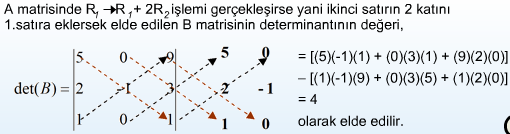 A matrisinde R₁ → R₁ + 2R₂ işlemi gerçekleşirse yani ikinci satırın 2 katını
1.satıra eklersek elde edilen B matrisinin determinantının değeri,
5 0 9 5 0 = [(5)(-1)(1) + (0)(3)(1) + (9)(2)(0)]
det(B) = 2 -1 3 2 -1 – [(1)(-1)(9) + (0)(3)(5) + (1)(2)(0)]
= 4
1 0 1 1 0 olarak elde edilir.